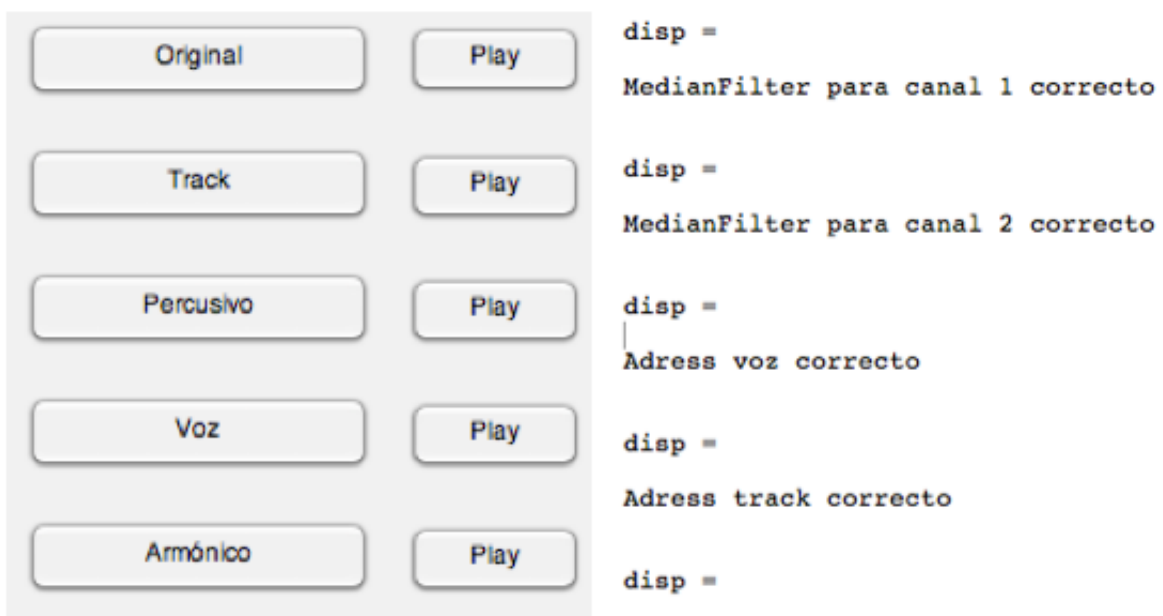 Original Play
Track Play
Percusivo Play
Voz Play
Armónico Play
disp =
MedianFilter para canal 1 correcto
disp =
MedianFilter para canal 2 correcto
disp =
Adress voz correcto
disp =
Adress track correcto
disp =